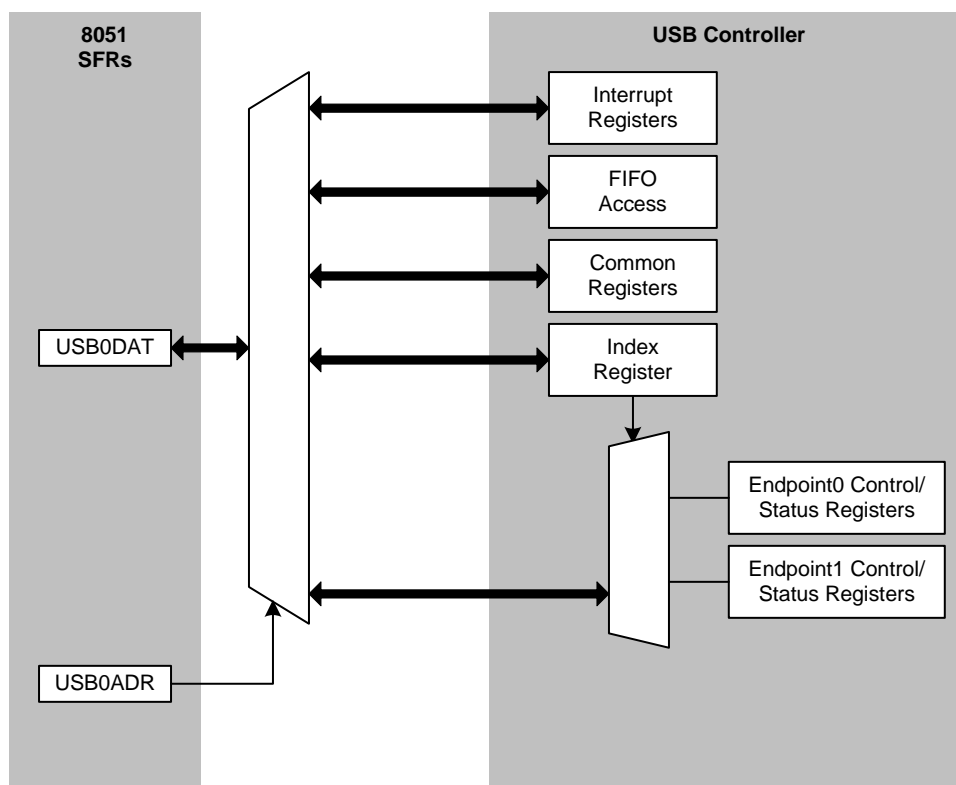 8051
SFRs
USB Controller
Interrupt
Registers
FIFO
Access
Common
Registers
USB0DAT
Index
Register
Endpoint0 Control/
Status Registers
Endpoint1 Control/
Status Registers
USB0ADR